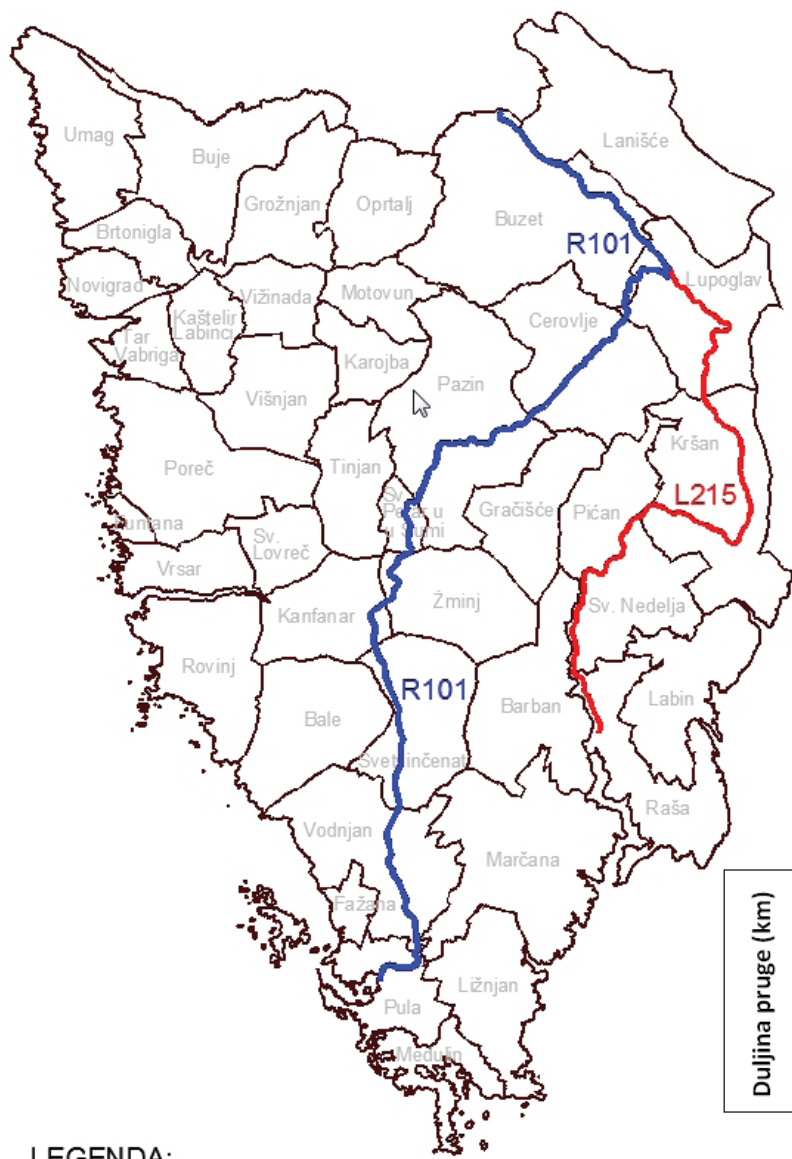 Umag
Buje
Lanišće
Grožnjan
Oprtalj
Buzet
Brtonigla
R101
Novigrad
Vižinada
Motovun
Lupoglav
Kaštelir
Labinci
Cerovlje
Tar
Vabriga
Karojba
Pazin
Višnjan
Kršan
Poreč
Tinjan
L215
Sv.
Petar u
u Šumi
Gračišće
Pićan
Funtana
Sv.
Lovreč
Vrsar
Kanfanar
Žminj
Sv. Nedelja
Rovinj
R101
Bale
Barban
Labin
Svetvinčenat
Raša
Vodnjan
Marčana
Fažana
Duljina pruge (km)
Ližnjan
Pula
Medulin
LEGENDA: